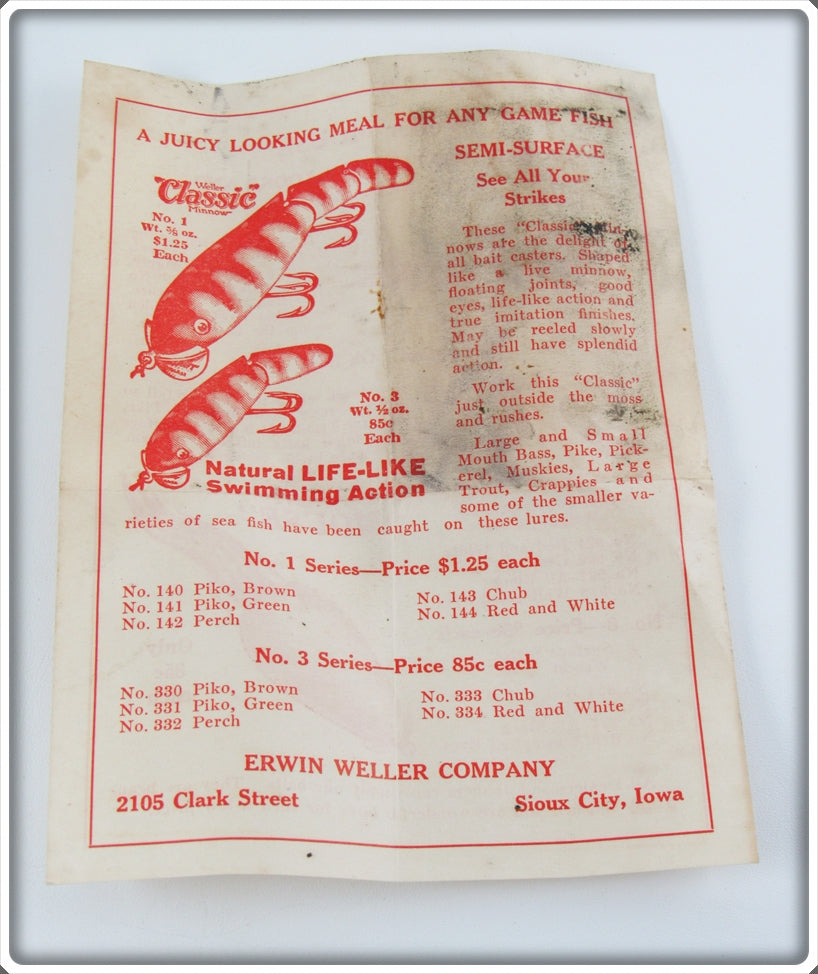 A JUICY LOOKING MEAL FOR ANY GAME FISH
Weller
"Classic"
Minnow
No. 1
Wt. ⅝ oz.
$1.25
Each
SEMI-SURFACE
See All Your
Strikes
These "Classic" Min-
nows are the delight of
all bait casters. Shaped
like a live minnow,
floating joints, good
eyes, life-like action and
true imitation finishes.
May be reeled slowly
and still have splendid
action.
Work this "Classic"
just outside the moss
and rushes.
Large and Small
Mouth Bass, Pike, Pick-
erel, Muskies, Large
Trout, Crappies and
some of the smaller va-
rieties of sea fish have been caught on these lures.
No. 3
Wt. ½ oz.
85c
Each
Natural LIFE-LIKE
Swimming Action
No. 1 Series—Price $1.25 each
No. 140 Piko, Brown
No. 141 Piko, Green
No. 142 Perch
No. 143 Chub
No. 144 Red and White
No. 3 Series—Price 85c each
No. 330 Piko, Brown
No. 331 Piko, Green
No. 332 Perch
No. 333 Chub
No. 334 Red and White
ERWIN WELLER COMPANY
2105 Clark Street
Sioux City, Iowa